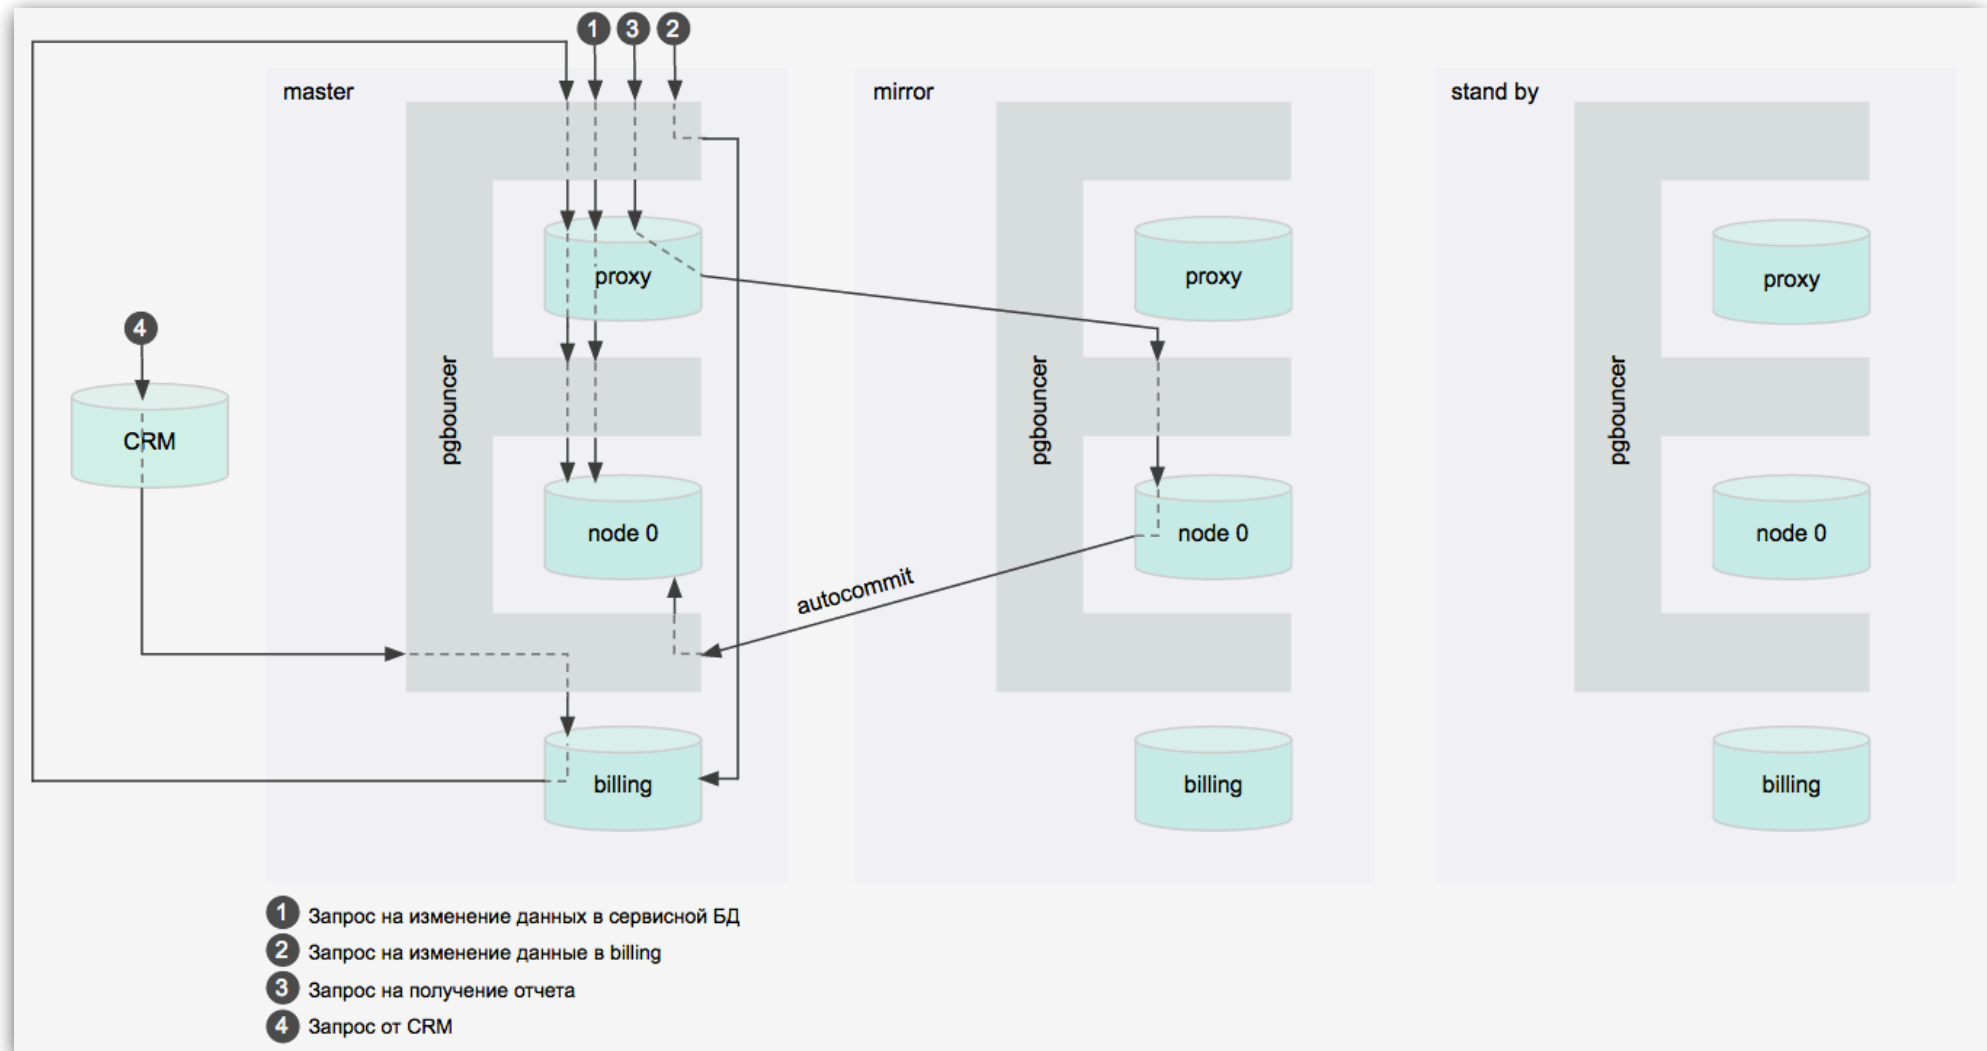 1 3 2
master
mirror
stand by
proxy
proxy
proxy
4
CRM
pgbouncer
pgbouncer
pgbouncer
node 0
node 0
node 0
autocommit
billing
billing
billing
1 Запрос на изменение данных в сервисной БД
2 Запрос на изменение данные в billing
3 Запрос на получение отчета
4 Запрос от CRM